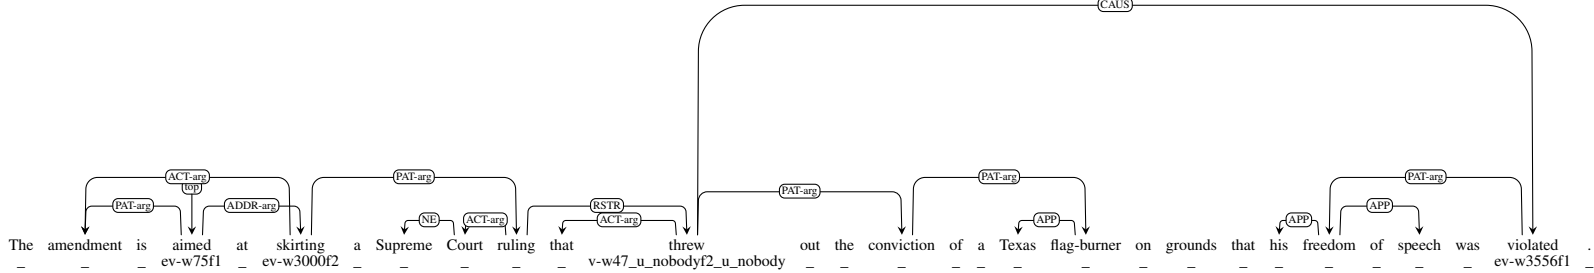 CAUS
ACT-arg PAT-arg PAT-arg PAT-arg
top
PAT-arg
PAT-arg ADDR-arg RSTR APP
NE ACT-arg ACT-arg APP APP
The amendment is aimed at skirting a Supreme Court ruling that threw out the conviction of a Texas flag-burner on grounds that his freedom of speech was violated .
_ _ _ ev-w75f1 _ ev-w3000f2 _ _ _ _ _ v-w47_u_nobodyf2_u_nobody _ _ _ _ _ _ _ _ _ _ _ _ _ _ _ ev-w3556f1 _